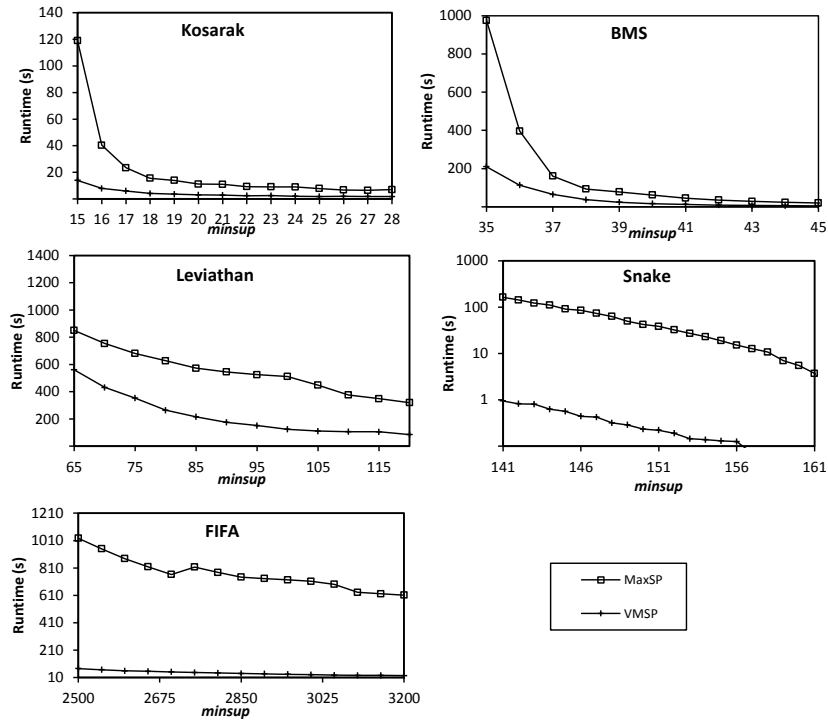 Kosarak
Runtime (s)
140
120
100
80
60
40
20
15 16 17 18 19 20 21 22 23 24 25 26 27 28
minsup
BMS
Runtime (s)
1000
800
600
400
200
35 37 39 41 43 45
minsup
Leviathan
Runtime (s)
1400
1200
1000
800
600
400
200
65 75 85 95 105 115
minsup
Snake
Runtime (s)
1000
100
10
1
141 146 151 156 161
minsup
FIFA
Runtime (s)
1210
1010
810
610
410
210
10
2500 2675 2850 3025 3200
minsup
MaxSP
VMSP